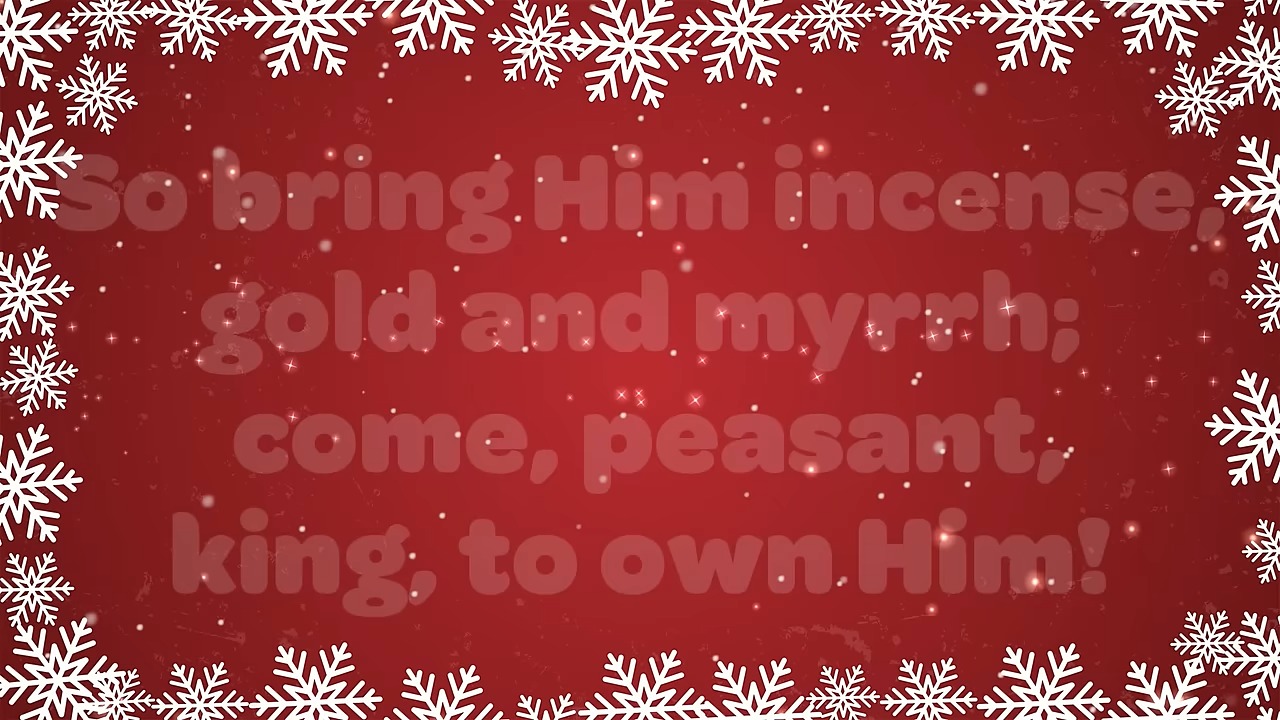 So bring Him incense,
gold and myrrh;
come, peasant,
king, to own Him!